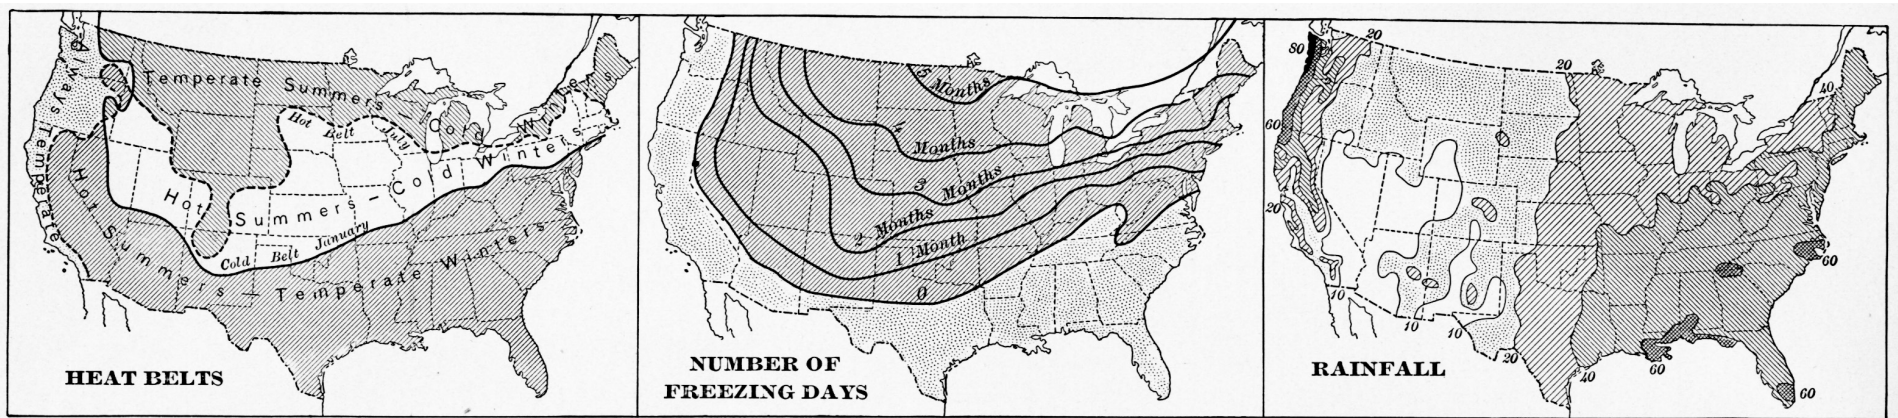 Always Temperate
Temperate Summers
Cold Winters
Hot Belt July
Hot Summers – Cold Winters
Cold Belt January
Hot Summers – Temperate Winters
HEAT BELTS
5 Months
4 Months
3 Months
2 Months
1 Month
0
NUMBER OF
FREEZING DAYS
80
20
20
40
60
20
60
10
10
10
20
40
60
60
RAINFALL